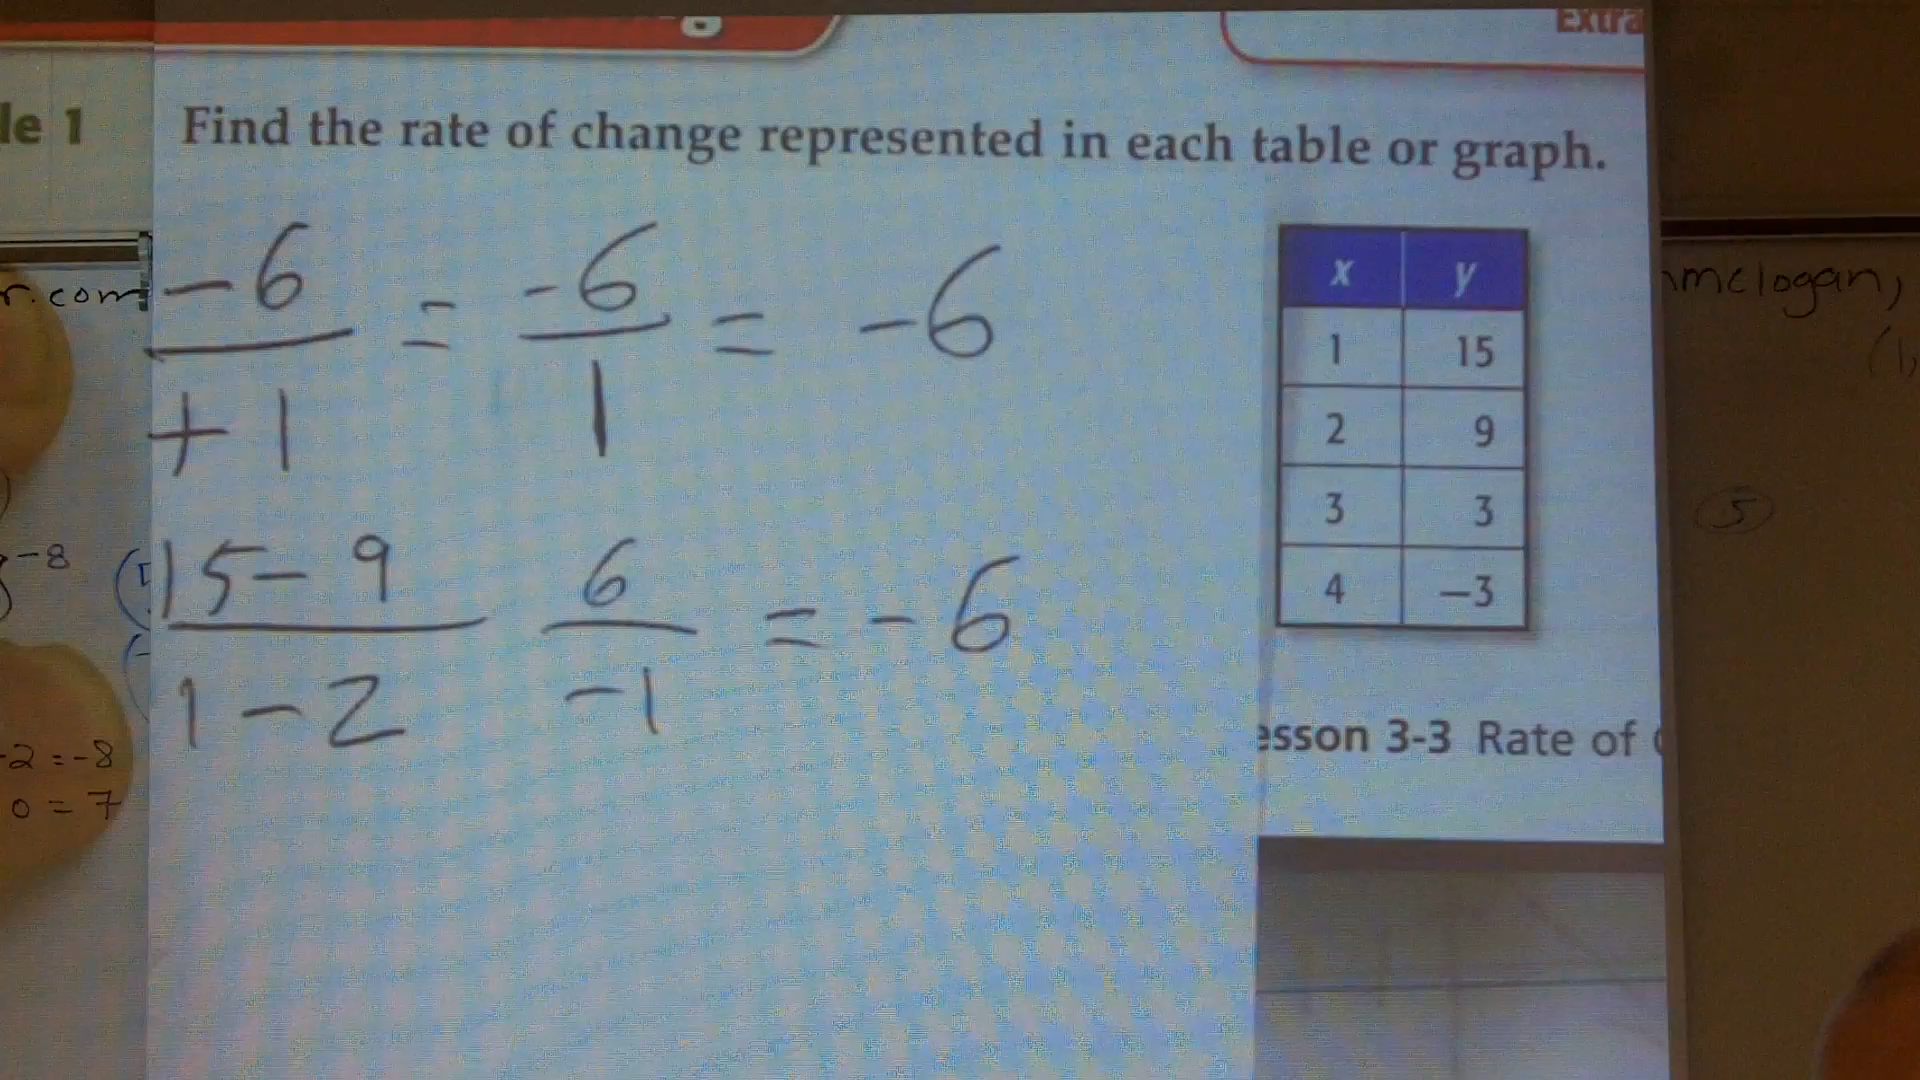 Extra
le 1
Find the rate of change represented in each table or graph.
-6/+1 = -6/1 = -6
15-9/1-2 6/-1 = -6
x y
1 15
2 9
3 3
4 −3
esson 3-3 Rate of
r.com
-8
-2 = -8
0 = 7
mclogan,
(1,
5